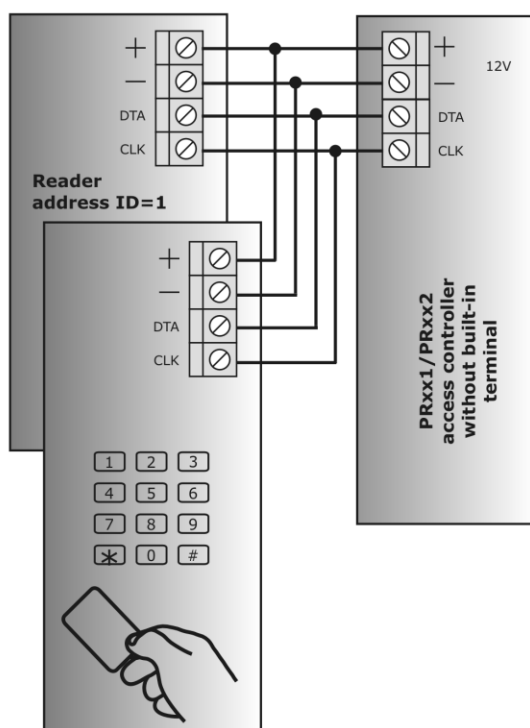 +
—
DTA
CLK
Reader
address ID=1
+
—
DTA
CLK
1 2 3
4 5 6
7 8 9
* 0 #
+
—
DTA
CLK
12V
PRxx1/PRxx2
access controller
without built-in
terminal